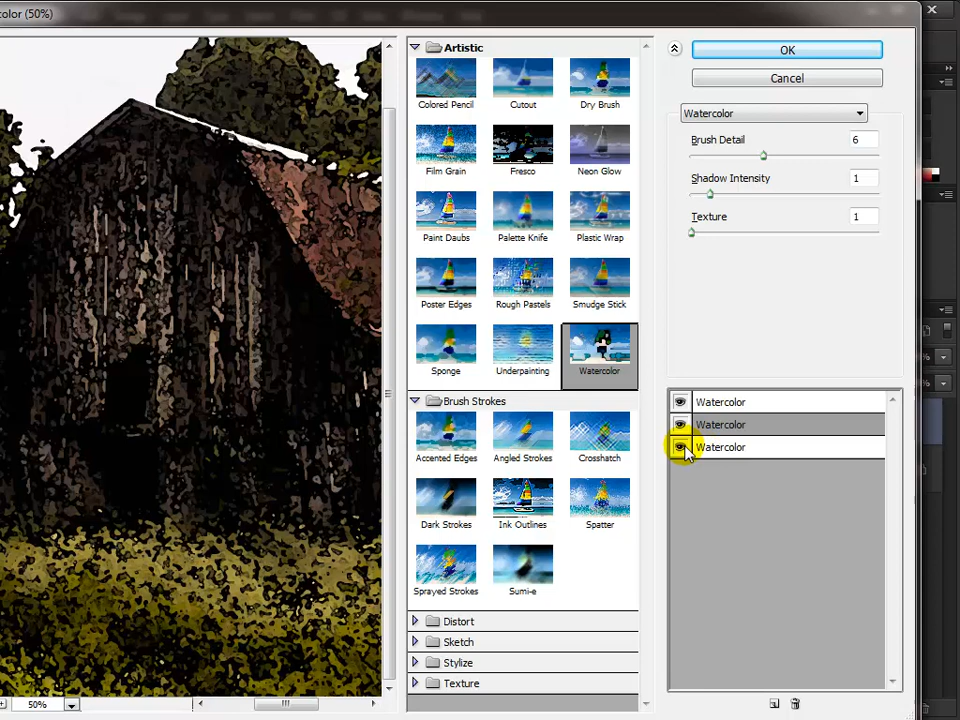 color (50%)
Artistic
Colored Pencil
Cutout
Dry Brush
Film Grain
Fresco
Neon Glow
Paint Daubs
Palette Knife
Plastic Wrap
Poster Edges
Rough Pastels
Smudge Stick
Sponge
Underpainting
Watercolor
Brush Strokes
Accented Edges
Angled Strokes
Crosshatch
Dark Strokes
Ink Outlines
Spatter
Sprayed Strokes
Sumi-e
Distort
Sketch
Stylize
Texture
OK
Cancel
Watercolor
Brush Detail 6
Shadow Intensity 1
Texture 1
Watercolor
Watercolor
Watercolor
50%